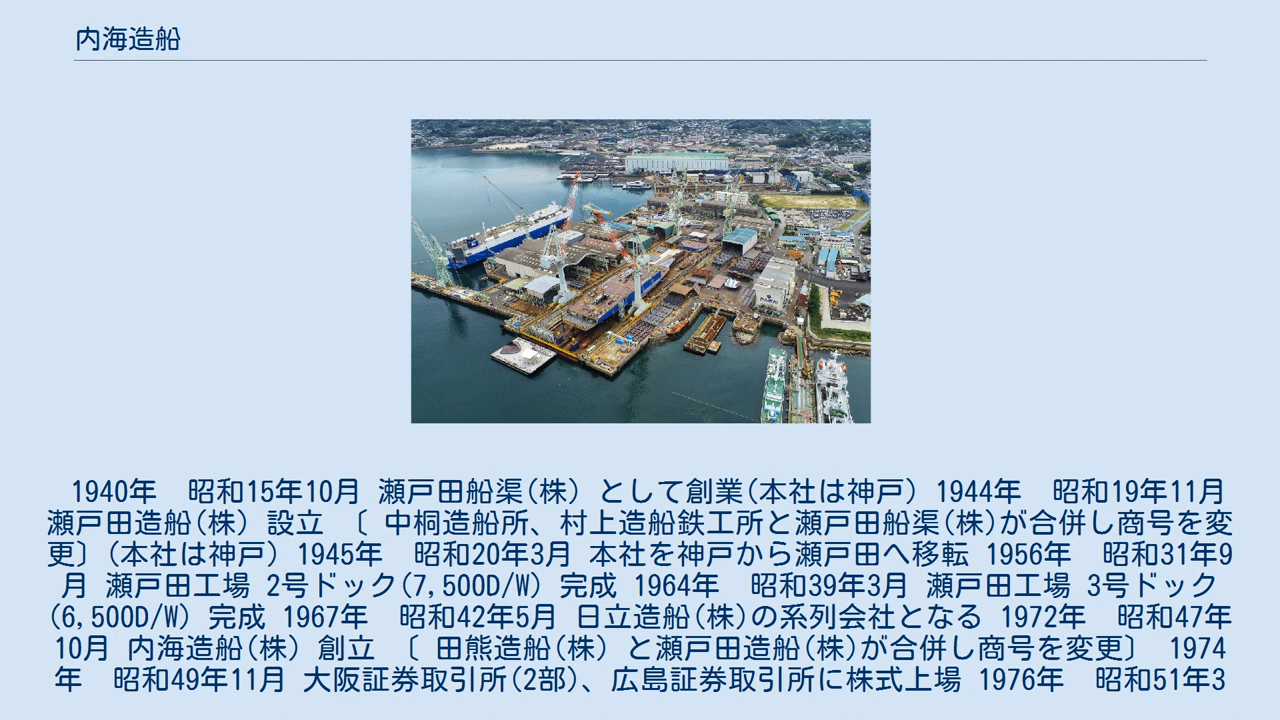 内海造船
1940年　昭和15年10月 瀬戸田船渠(株) として創業(本社は神戸) 1944年　昭和19年11月
瀬戸田造船(株) 設立 〔 中桐造船所、村上造船鉄工所と瀬戸田船渠(株)が合併し商号を変
更〕(本社は神戸) 1945年　昭和20年3月 本社を神戸から瀬戸田へ移転 1956年　昭和31年9
月 瀬戸田工場 2号ドック(7,500D/W) 完成 1964年　昭和39年3月 瀬戸田工場 3号ドック
(6,500D/W) 完成 1967年　昭和42年5月 日立造船(株)の系列会社となる 1972年　昭和47年
10月 内海造船(株) 創立 〔 田熊造船(株) と瀬戸田造船(株)が合併し商号を変更〕 1974
年　昭和49年11月 大阪証券取引所(2部)、広島証券取引所に株式上場 1976年　昭和51年3